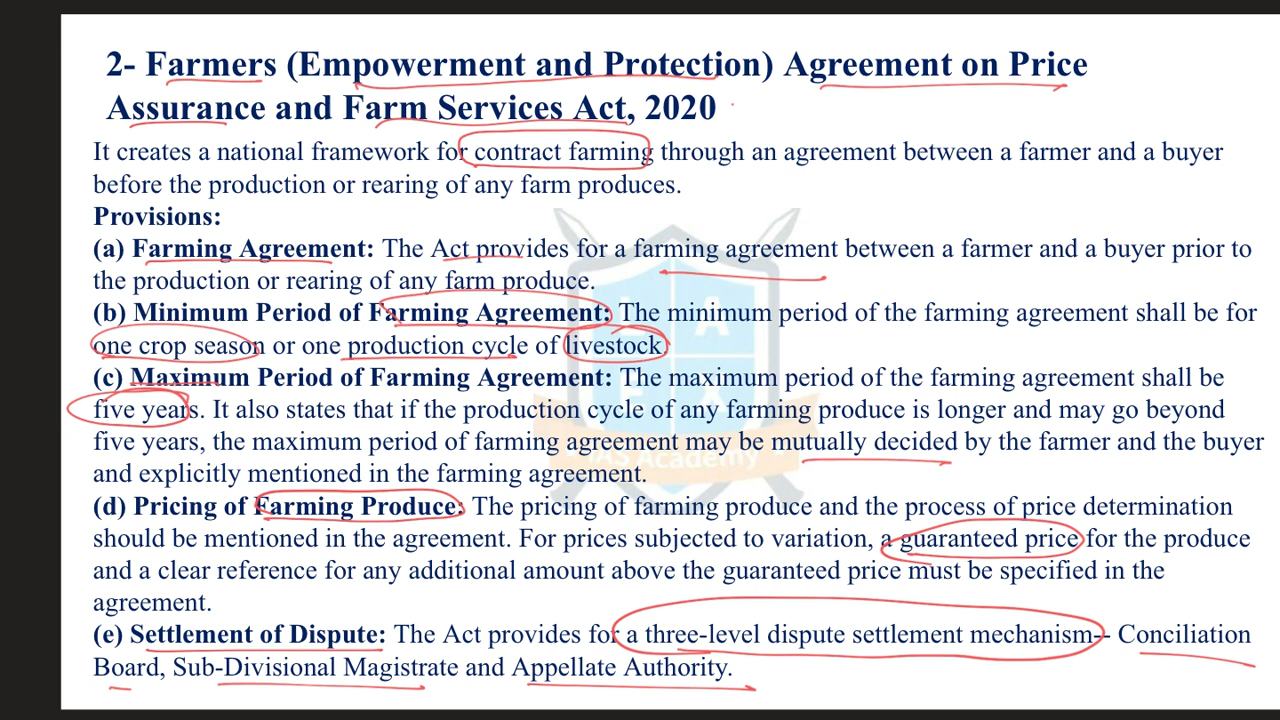 2- Farmers (Empowerment and Protection) Agreement on Price
Assurance and Farm Services Act, 2020
It creates a national framework for contract farming through an agreement between a farmer and a buyer
before the production or rearing of any farm produces.
Provisions:
(a) Farming Agreement: The Act provides for a farming agreement between a farmer and a buyer prior to
the production or rearing of any farm produce.
(b) Minimum Period of Farming Agreement: The minimum period of the farming agreement shall be for
one crop season or one production cycle of livestock.
(c) Maximum Period of Farming Agreement: The maximum period of the farming agreement shall be
five years. It also states that if the production cycle of any farming produce is longer and may go beyond
five years, the maximum period of farming agreement may be mutually decided by the farmer and the buyer
and explicitly mentioned in the farming agreement.
(d) Pricing of Farming Produce: The pricing of farming produce and the process of price determination
should be mentioned in the agreement. For prices subjected to variation, a guaranteed price for the produce
and a clear reference for any additional amount above the guaranteed price must be specified in the
agreement.
(e) Settlement of Dispute: The Act provides for a three-level dispute settlement mechanism– Conciliation
Board, Sub-Divisional Magistrate and Appellate Authority.